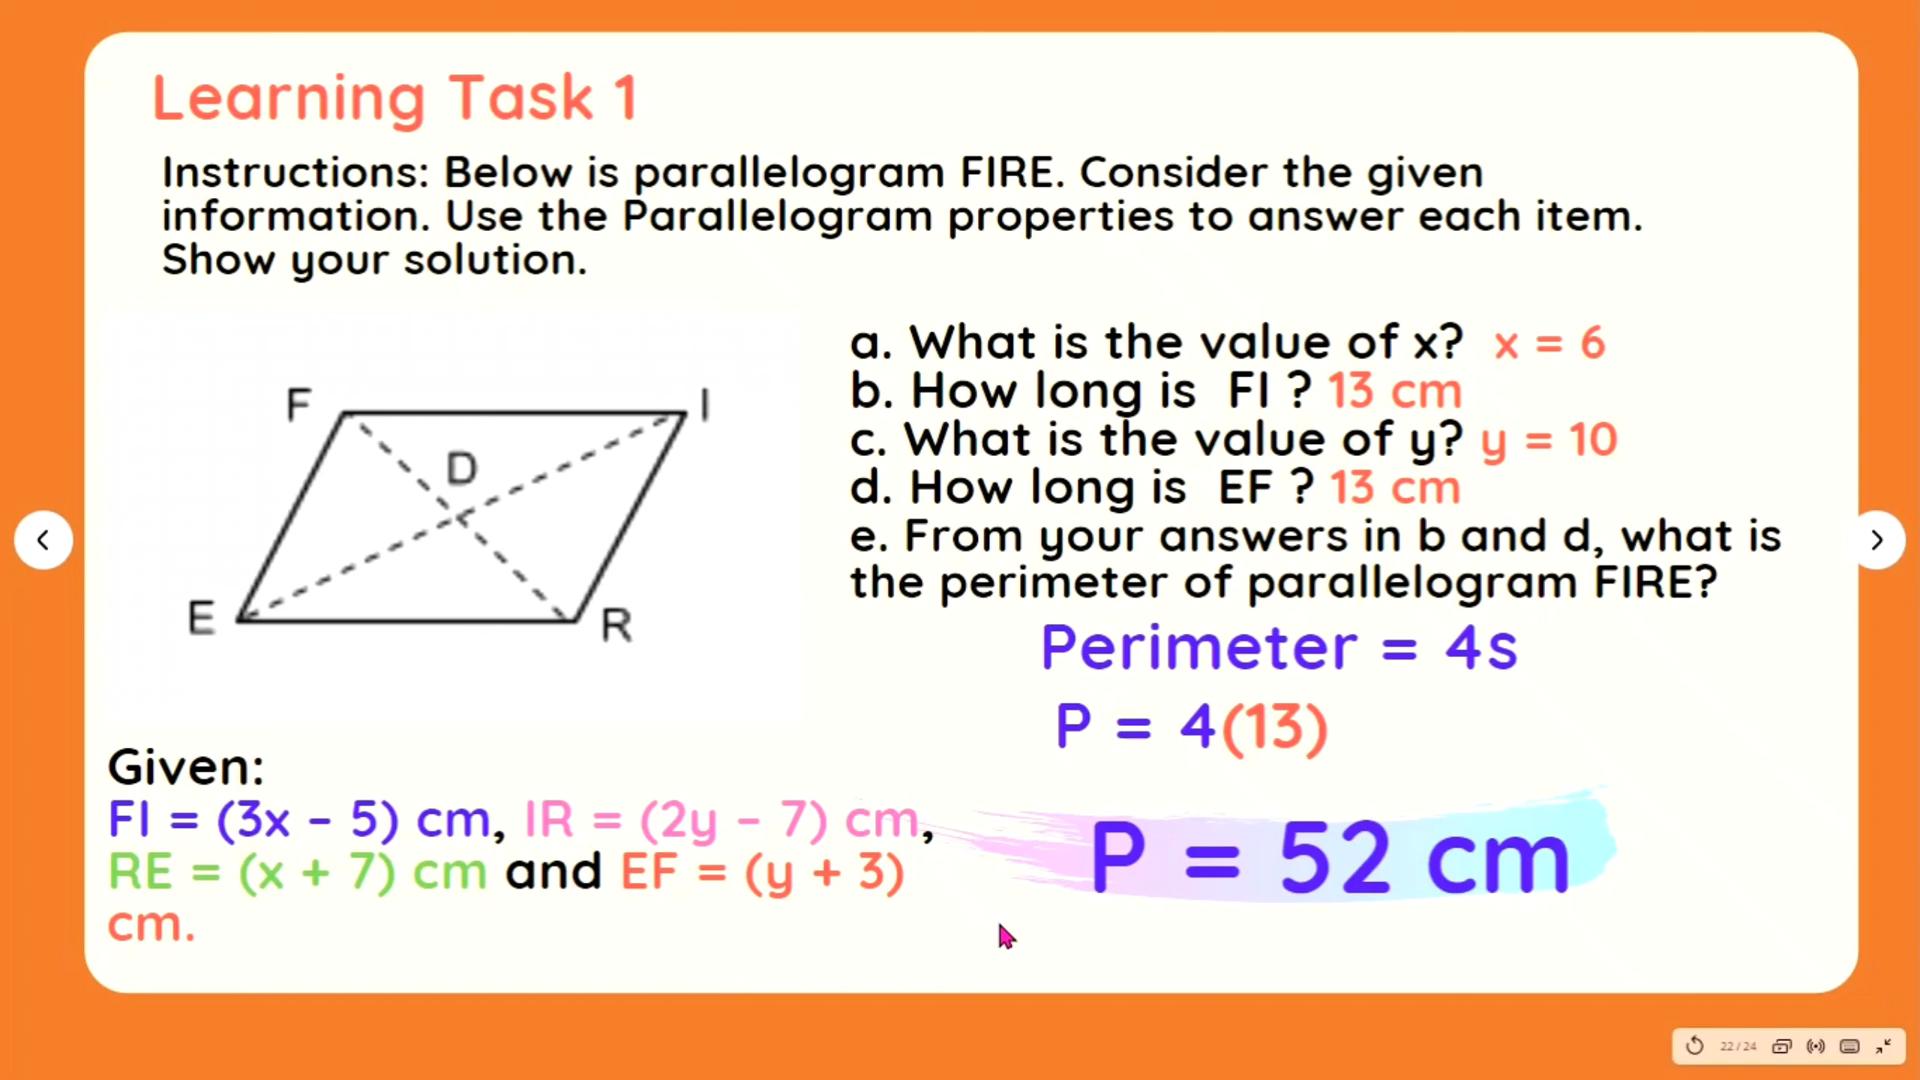 Learning Task 1
Instructions: Below is parallelogram FIRE. Consider the given
information. Use the Parallelogram properties to answer each item.
Show your solution.
F
I
D
E
R
a. What is the value of x? x = 6
b. How long is FI ? 13 cm
c. What is the value of y? y = 10
d. How long is EF ? 13 cm
e. From your answers in b and d, what is
the perimeter of parallelogram FIRE?
Perimeter = 4s
P = 4(13)
P = 52 cm
Given:
FI = (3x – 5) cm, IR = (2y – 7) cm,
RE = (x + 7) cm and EF = (y + 3)
cm.
22 / 24